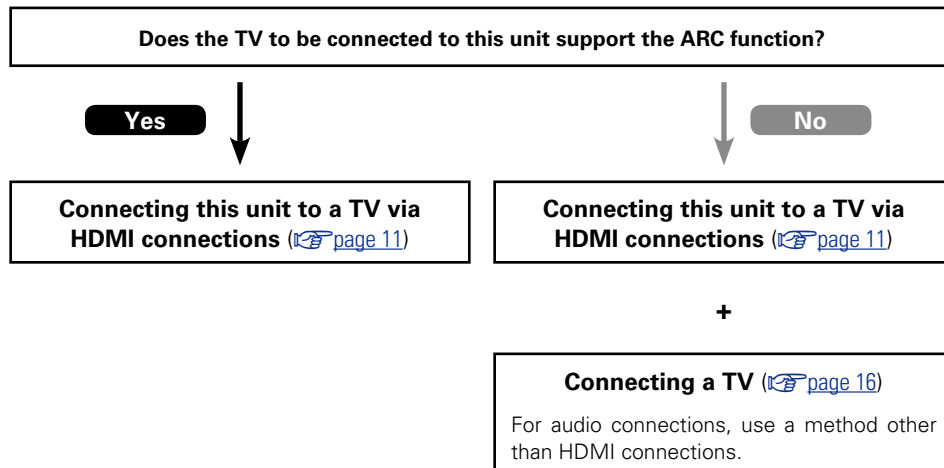 Does the TV to be connected to this unit support the ARC function?
Yes
No
Connecting this unit to a TV via
HDMI connections (page 11)
Connecting this unit to a TV via
HDMI connections (page 11)
+
Connecting a TV (page 16)
For audio connections, use a method other
than HDMI connections.